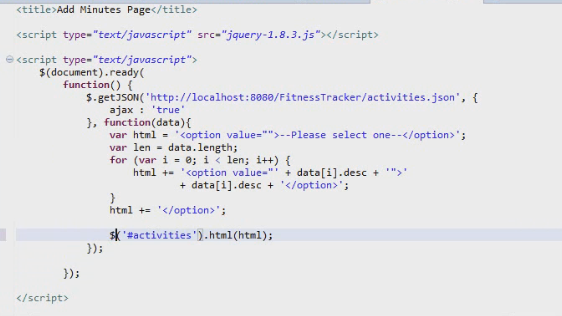 <title>Add Minutes Page</title>
<script type="text/javascript" src="jquery-1.8.3.js"></script>
<script type="text/javascript">
$(document).ready(
function() {
$.getJSON('http://localhost:8080/FitnessTracker/activities.json', {
ajax : 'true'
}, function(data){
var html = '<option value="">--Please select one--</option>';
var len = data.length;
for (var i = 0; i < len; i++) {
html += '<option value="' + data[i].desc + '">'
+ data[i].desc + '</option>';
}
html += '</option>';
$('#activities').html(html);
});
});
</script>